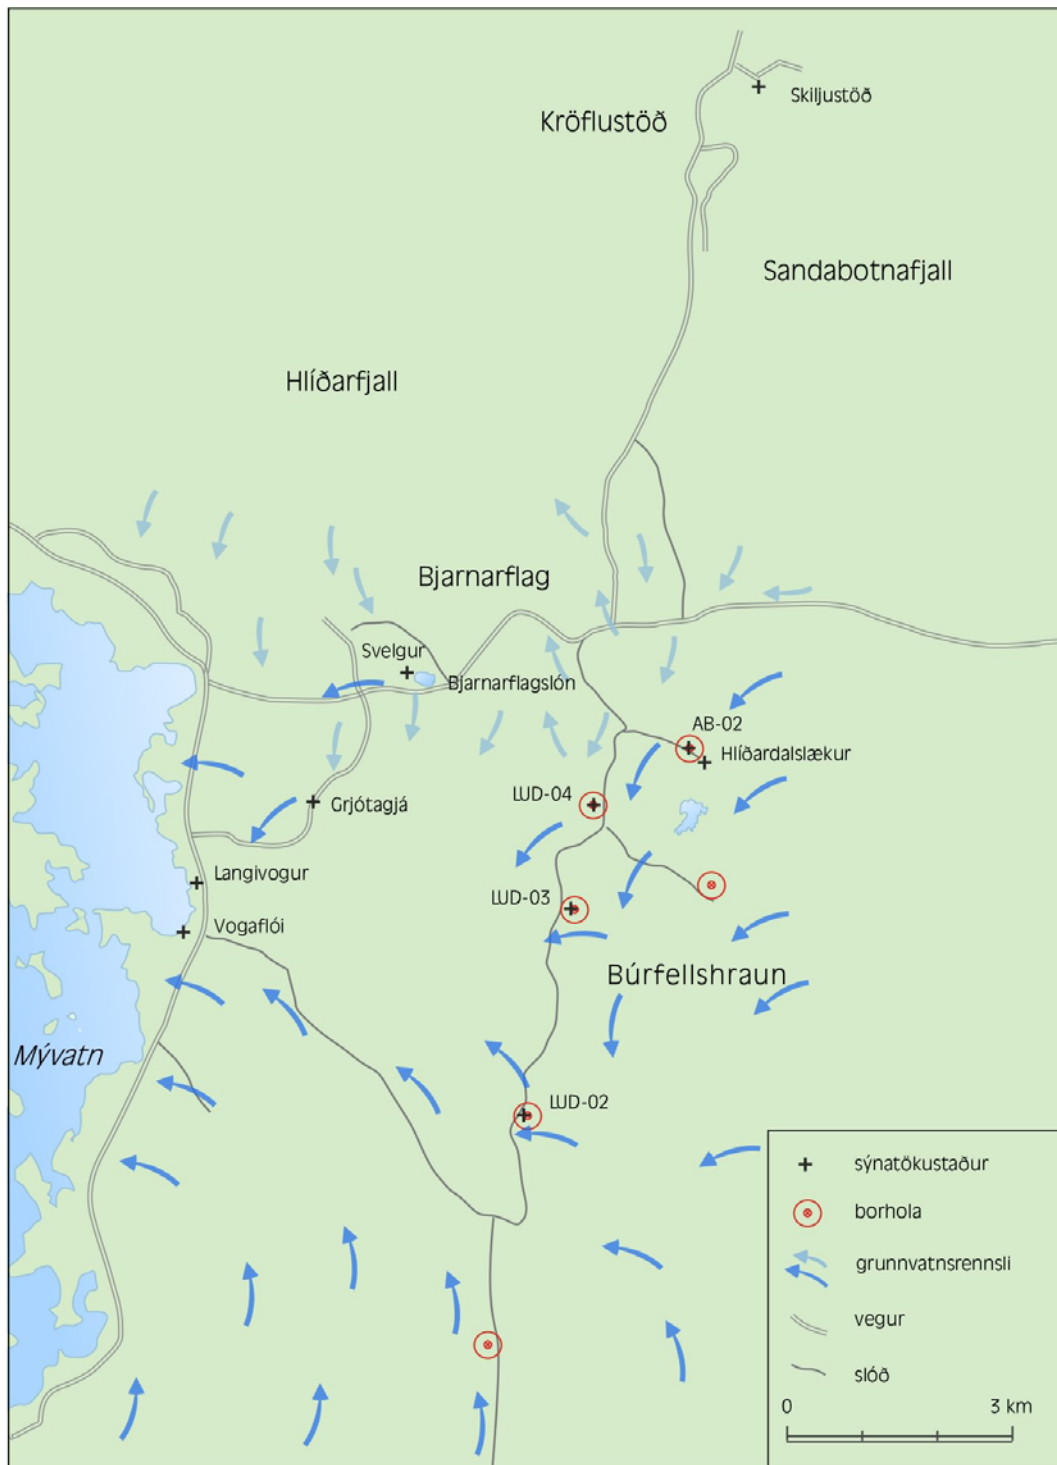 Skiljustöð
Kröflustöð
Sandabotnafjall
Hlíðarfjall
Bjarnarflag
Svelgur
Bjarnarflagslón
AB-02
Hlíðardalslækur
LUD-04
Grjótagjá
Langivogur
LUD-03
Vogaflói
Búrfellshraun
Mývatn
LUD-02
sýnatökustaður
borhola
grunnvatnsrennsli
vegur
slóð
0 3 km